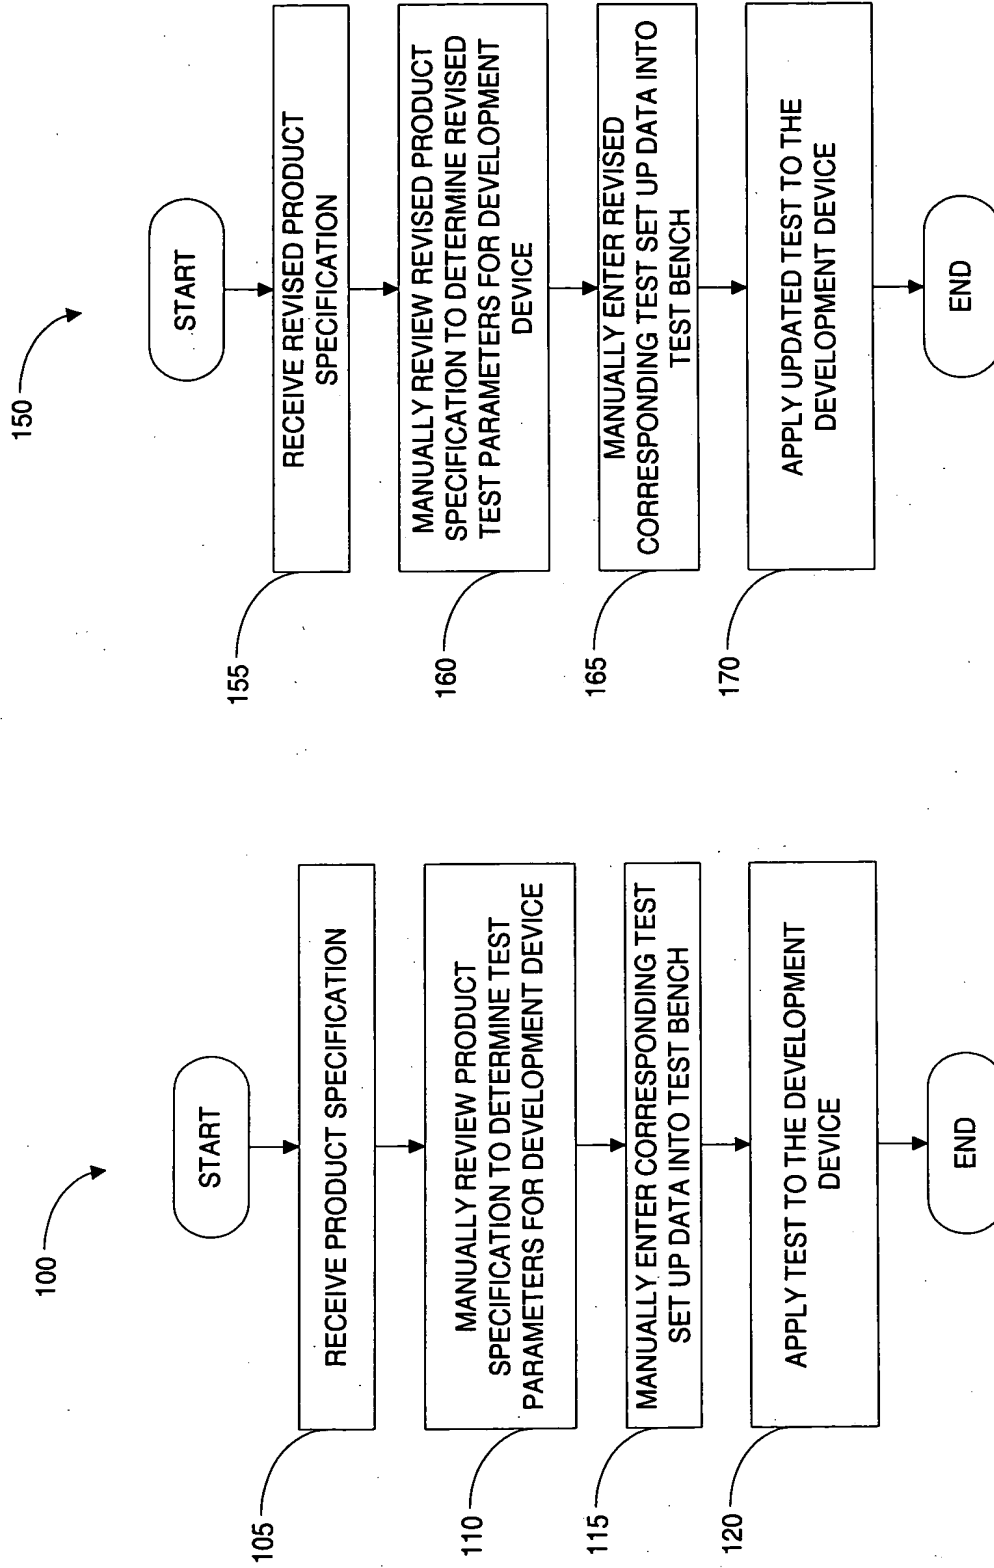 100
START
105
RECEIVE PRODUCT SPECIFICATION
110
MANUALLY REVIEW PRODUCT
SPECIFICATION TO DETERMINE TEST
PARAMETERS FOR DEVELOPMENT DEVICE
115
MANUALLY ENTER CORRESPONDING TEST
SET UP DATA INTO TEST BENCH
120
APPLY TEST TO THE DEVELOPMENT
DEVICE
END
150
START
155
RECEIVE REVISED PRODUCT
SPECIFICATION
160
MANUALLY REVIEW REVISED PRODUCT
SPECIFICATION TO DETERMINE REVISED
TEST PARAMETERS FOR DEVELOPMENT
DEVICE
165
MANUALLY ENTER REVISED
CORRESPONDING TEST SET UP DATA INTO
TEST BENCH
170
APPLY UPDATED TEST TO THE
DEVELOPMENT DEVICE
END